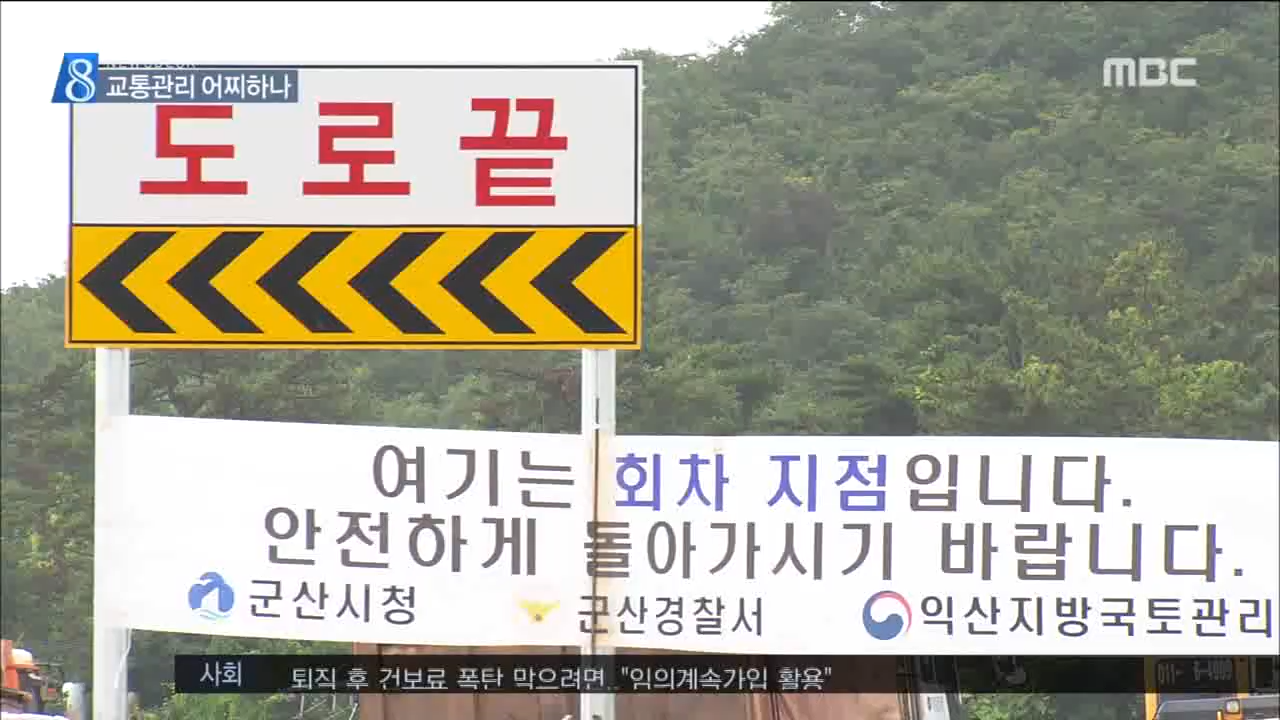 8 교통관리 어찌하나
MBC
도로끝
여기는 회차 지점입니다.
안전하게 돌아가시기 바랍니다.
군산시청 군산경찰서 익산지방국토관리
사회 퇴직 후 건보료 폭탄 막으려면.."임의계속가입 활용"